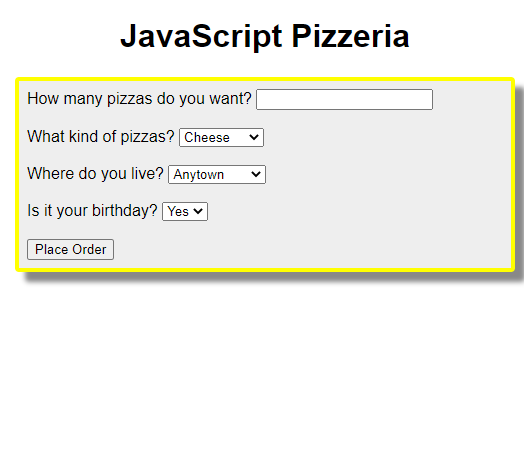 JavaScript Pizzeria
How many pizzas do you want?
What kind of pizzas? Cheese
Where do you live? Anytown
Is it your birthday? Yes
Place Order